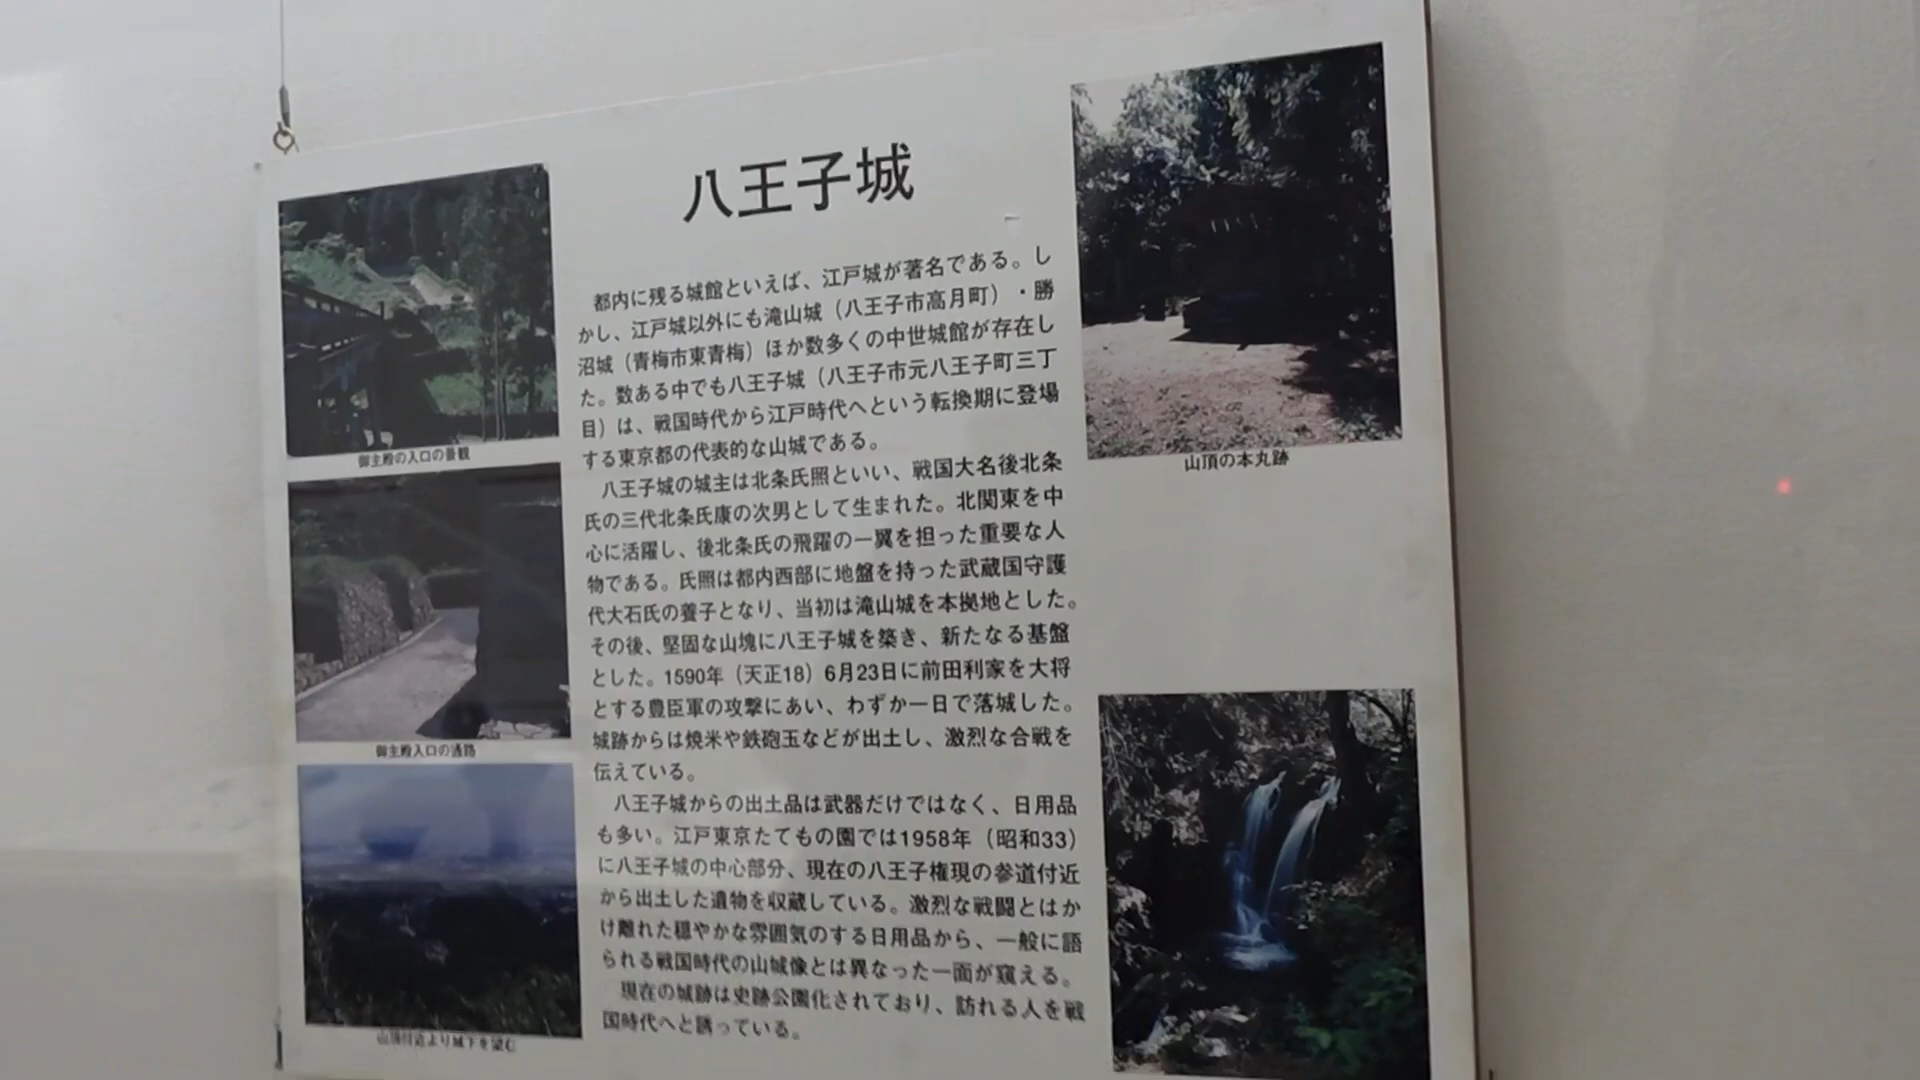 八王子城
都内に残る城館といえば、江戸城が著名である。し
かし、江戸城以外にも滝山城（八王子市高月町）・勝
沼城（青梅市東青梅）ほか数多くの中世城館が存在し
た。数ある中でも八王子城（八王子市元八王子町三丁
目）は、戦国時代から江戸時代へという転換期に登場
する東京都の代表的な山城である。
八王子城の城主は北条氏照といい、戦国大名後北条
氏の三代北条氏康の次男として生まれた。北関東を中
心に活躍し、後北条氏の飛躍の一翼を担った重要な人
物である。氏照は都内西部に地盤を持った武蔵国守護
代大石氏の養子となり、当初は滝山城を本拠地とした。
その後、堅固な山塊に八王子城を築き、新たなる基盤
とした。1590年（天正18）6月23日に前田利家を大将
とする豊臣軍の攻撃にあい、わずか一日で落城した。
城跡からは焼米や鉄砲玉などが出土し、激烈な合戦を
伝えている。
八王子城からの出土品は武器だけではなく、日用品
も多い。江戸東京たてもの園では1958年（昭和33）
に八王子城の中心部分、現在の八王子権現の参道付近
から出土した遺物を収蔵している。激烈な戦闘とはか
け離れた穏やかな雰囲気のする日用品から、一般に語
られる戦国時代の山城像とは異なった一面が窺える。
現在の城跡は史跡公園化されており、訪れる人を戦
国時代へと誘っている。
御主殿の入口の景観
御主殿入口の通路
山頂付近より城下を望む
山頂の本丸跡